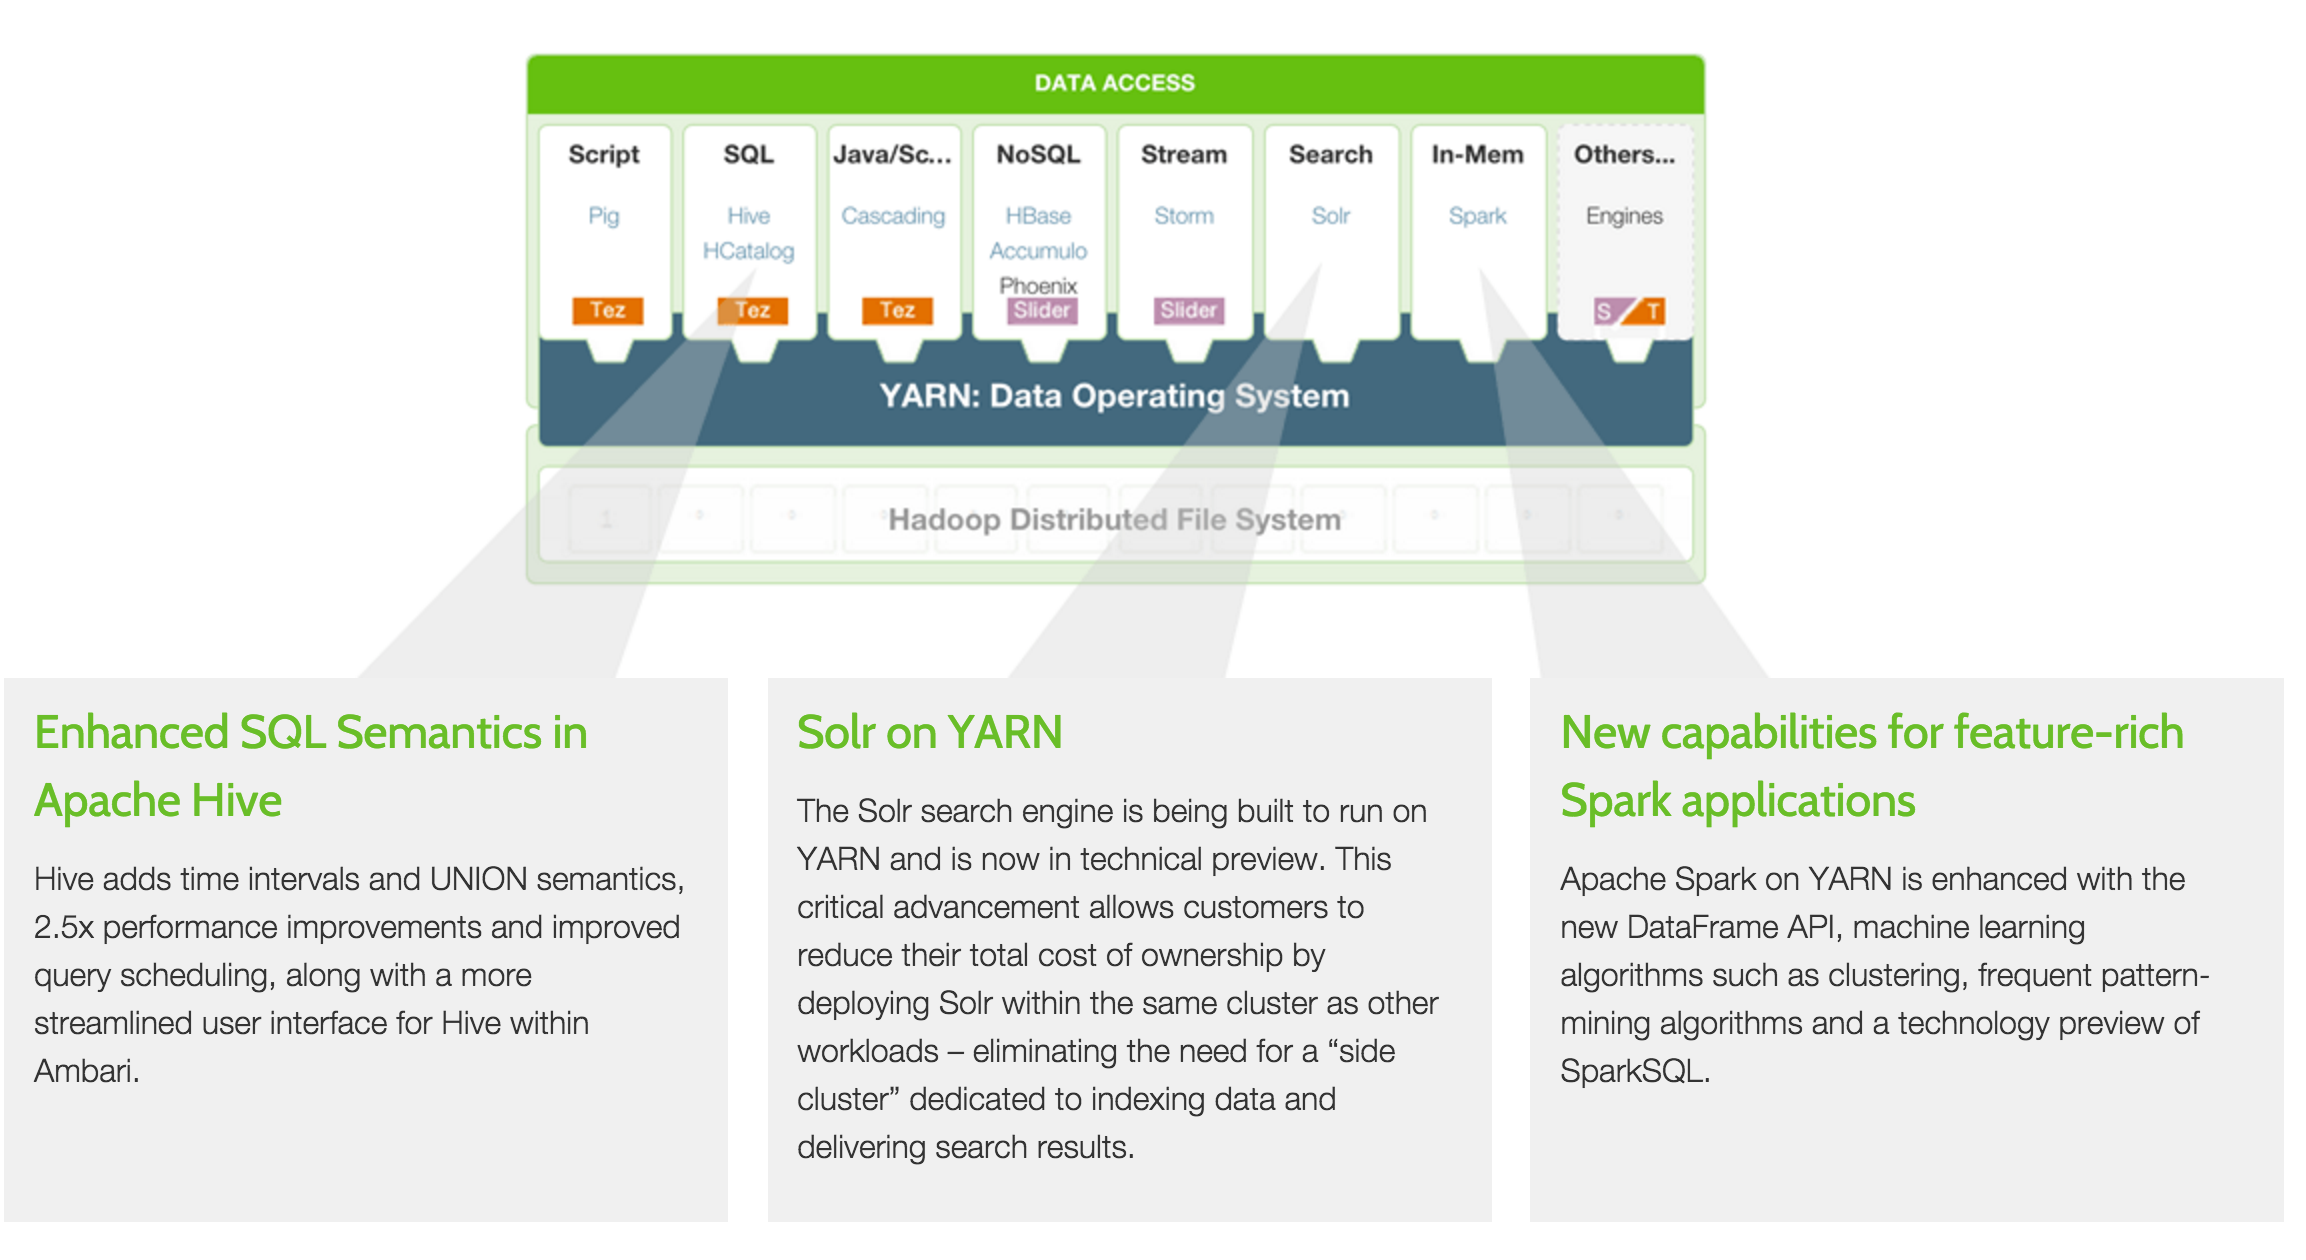 DATA ACCESS
Script SQL Java/Sc... NoSQL Stream Search In-Mem Others...
Pig Hive Cascading HBase Storm Solr Spark Engines
HCatalog Accumulo
Phoenix
Tez Tez Tez Slider Slider S T
YARN: Data Operating System
1
Hadoop Distributed File System
Enhanced SQL Semantics in
Apache Hive
Hive adds time intervals and UNION semantics,
2.5x performance improvements and improved
query scheduling, along with a more
streamlined user interface for Hive within
Ambari.
Solr on YARN
The Solr search engine is being built to run on
YARN and is now in technical preview. This
critical advancement allows customers to
reduce their total cost of ownership by
deploying Solr within the same cluster as other
workloads – eliminating the need for a “side
cluster” dedicated to indexing data and
delivering search results.
New capabilities for feature-rich
Spark applications
Apache Spark on YARN is enhanced with the
new DataFrame API, machine learning
algorithms such as clustering, frequent pattern-
mining algorithms and a technology preview of
SparkSQL.